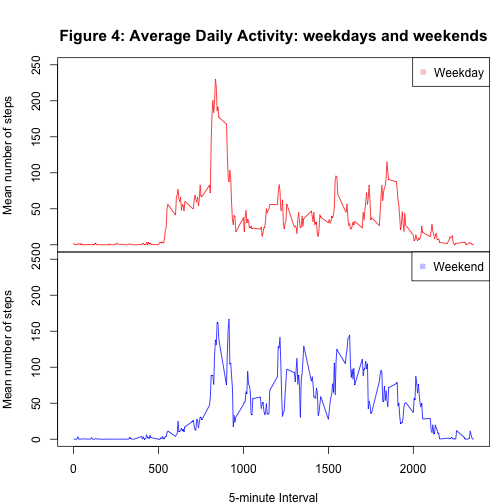 Figure 4: Average Daily Activity: weekdays and weekends
Mean number of steps
250
200
150
100
50
0
Weekday
Mean number of steps
250
200
150
100
50
0
Weekend
0 500 1000 1500 2000
5-minute Interval